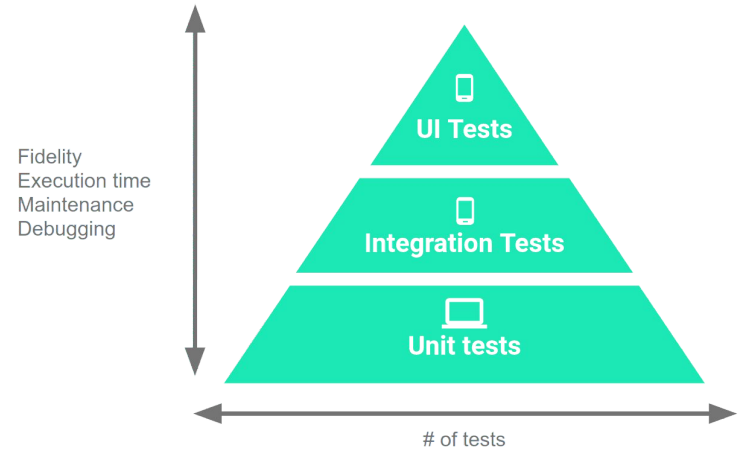 Fidelity
Execution time
Maintenance
Debugging
UI Tests
Integration Tests
Unit tests
# of tests